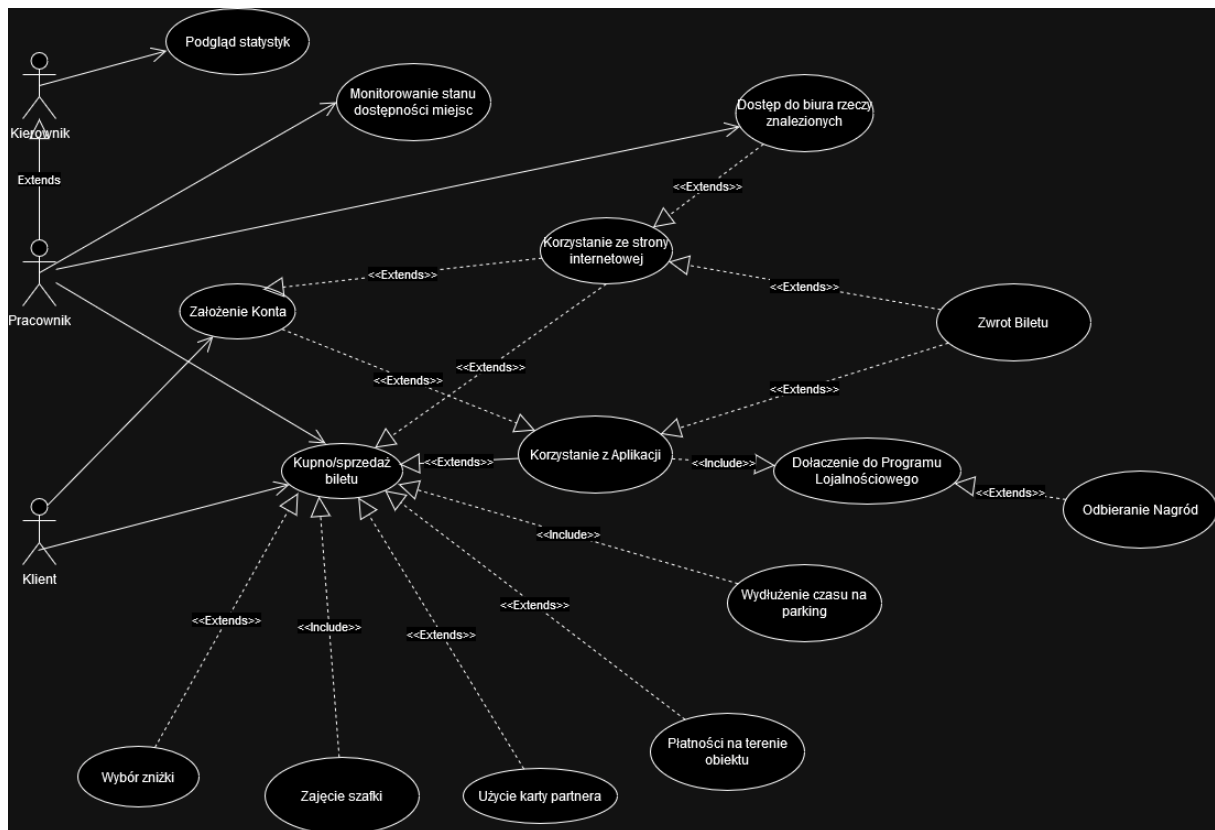 Podgląd statystyk
Monitorowanie stanu
dostępności miejsc
Dostęp do biura rzeczy
znalezionych
Kierownik
Extends
<<Extends>>
Korzystanie ze strony
internetowej
<<Extends>>
<<Extends>>
Założenie Konta
Pracownik
Zwrot Biletu
<<Extends>>
<<Extends>>
<<Extends>>
Kupno/sprzedaż
biletu
<<Extends>>
Korzystanie z Aplikacji
<<Include>>
Dołaczenie do Programu
Lojalnościowego
<<Extends>>
Odbieranie Nagród
Klient
<<Include>>
Wydłużenie czasu na
parking
<<Extends>>
<<Extends>>
<<Include>>
<<Extends>>
Płatności na terenie
obiektu
Wybór zniżki
Zajęcie szafki
Użycie karty partnera